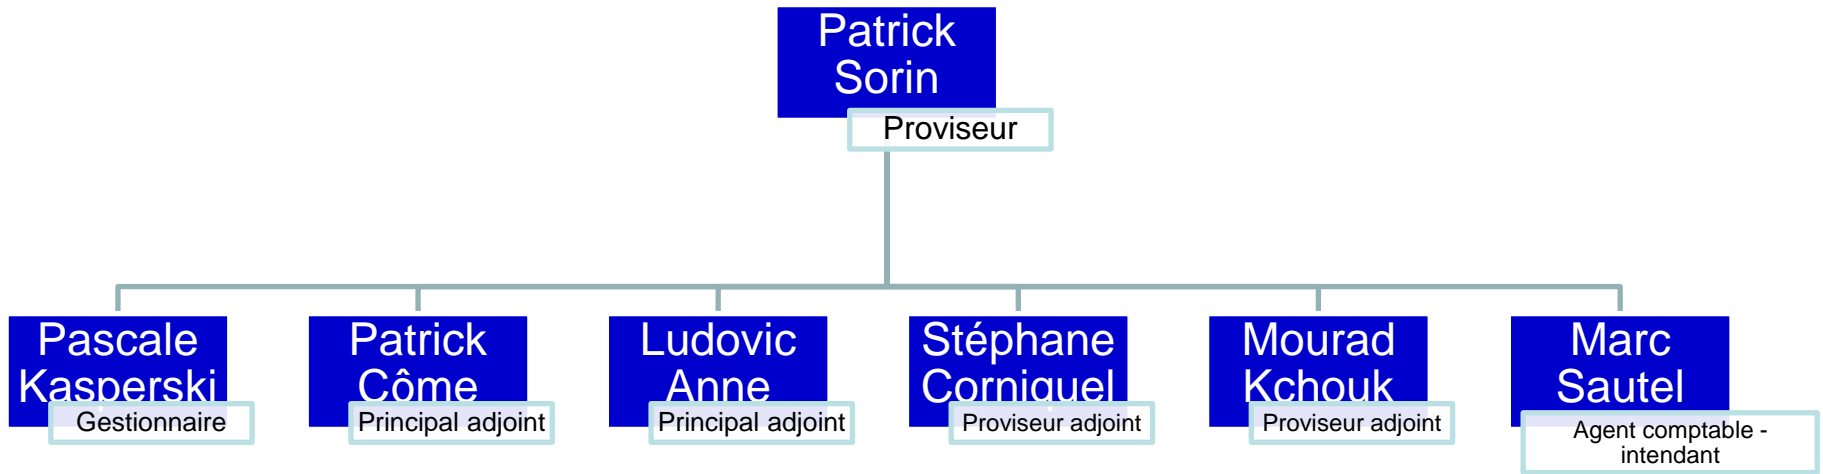 Patrick
Sorin
Proviseur
Pascale
Kasperski
Gestionnaire
Patrick
Côme
Principal adjoint
Ludovic
Anne
Principal adjoint
Stéphane
Corniquel
Proviseur adjoint
Mourad
Kchouk
Proviseur adjoint
Marc
Sautel
Agent comptable -
intendant